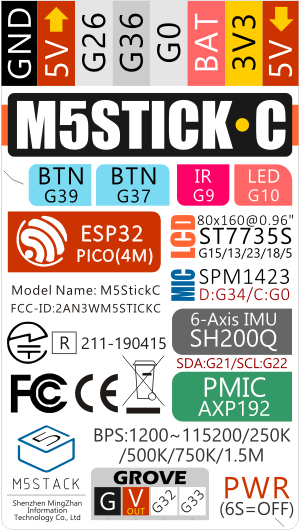 GND 5V G26 G36 G0 BAT 3V3 5V
M5STICK·C
BTN G39
BTN G37
IR G9
LED G10
ESP32
PICO(4M)
LCD
80x160@0.96"
ST7735S
G15/13/23/18/5
MIC
SPM1423
D:G34/C:G0
Model Name: M5StickC
FCC-ID:2AN3WM5STICKC
R 211-190415
6-Axis IMU
SH200Q
SDA:G21/SCL:G22
FC CE
PMIC
AXP192
BPS:1200~115200/250K
/500K/750K/1.5M
M5STACK
Shenzhen MingZhan
Information
Technology Co., Ltd
GROVE
G V OUT G32 G33
PWR
(6S=OFF)